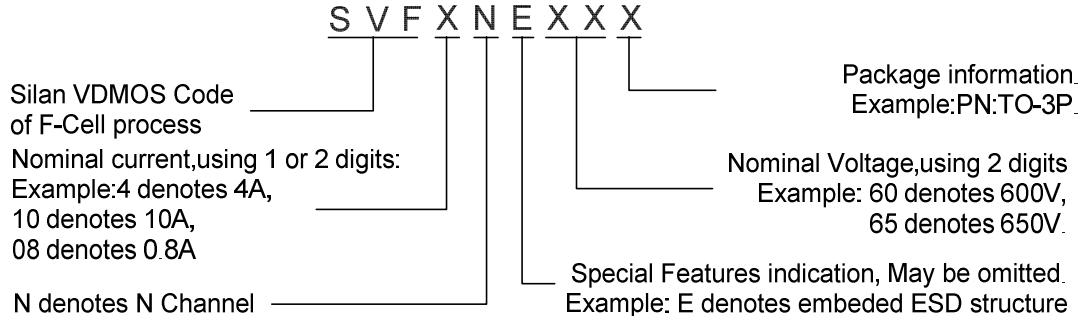 S V F X N E X X X
Silan VDMOS Code
of F-Cell process
Nominal current,using 1 or 2 digits:
Example:4 denotes 4A,
10 denotes 10A,
08 denotes 0.8A
N denotes N Channel
Package information.
Example:PN:TO-3P.
Nominal Voltage,using 2 digits
Example: 60 denotes 600V,
65 denotes 650V.
Special Features indication, May be omitted.
Example: E denotes embeded ESD structure